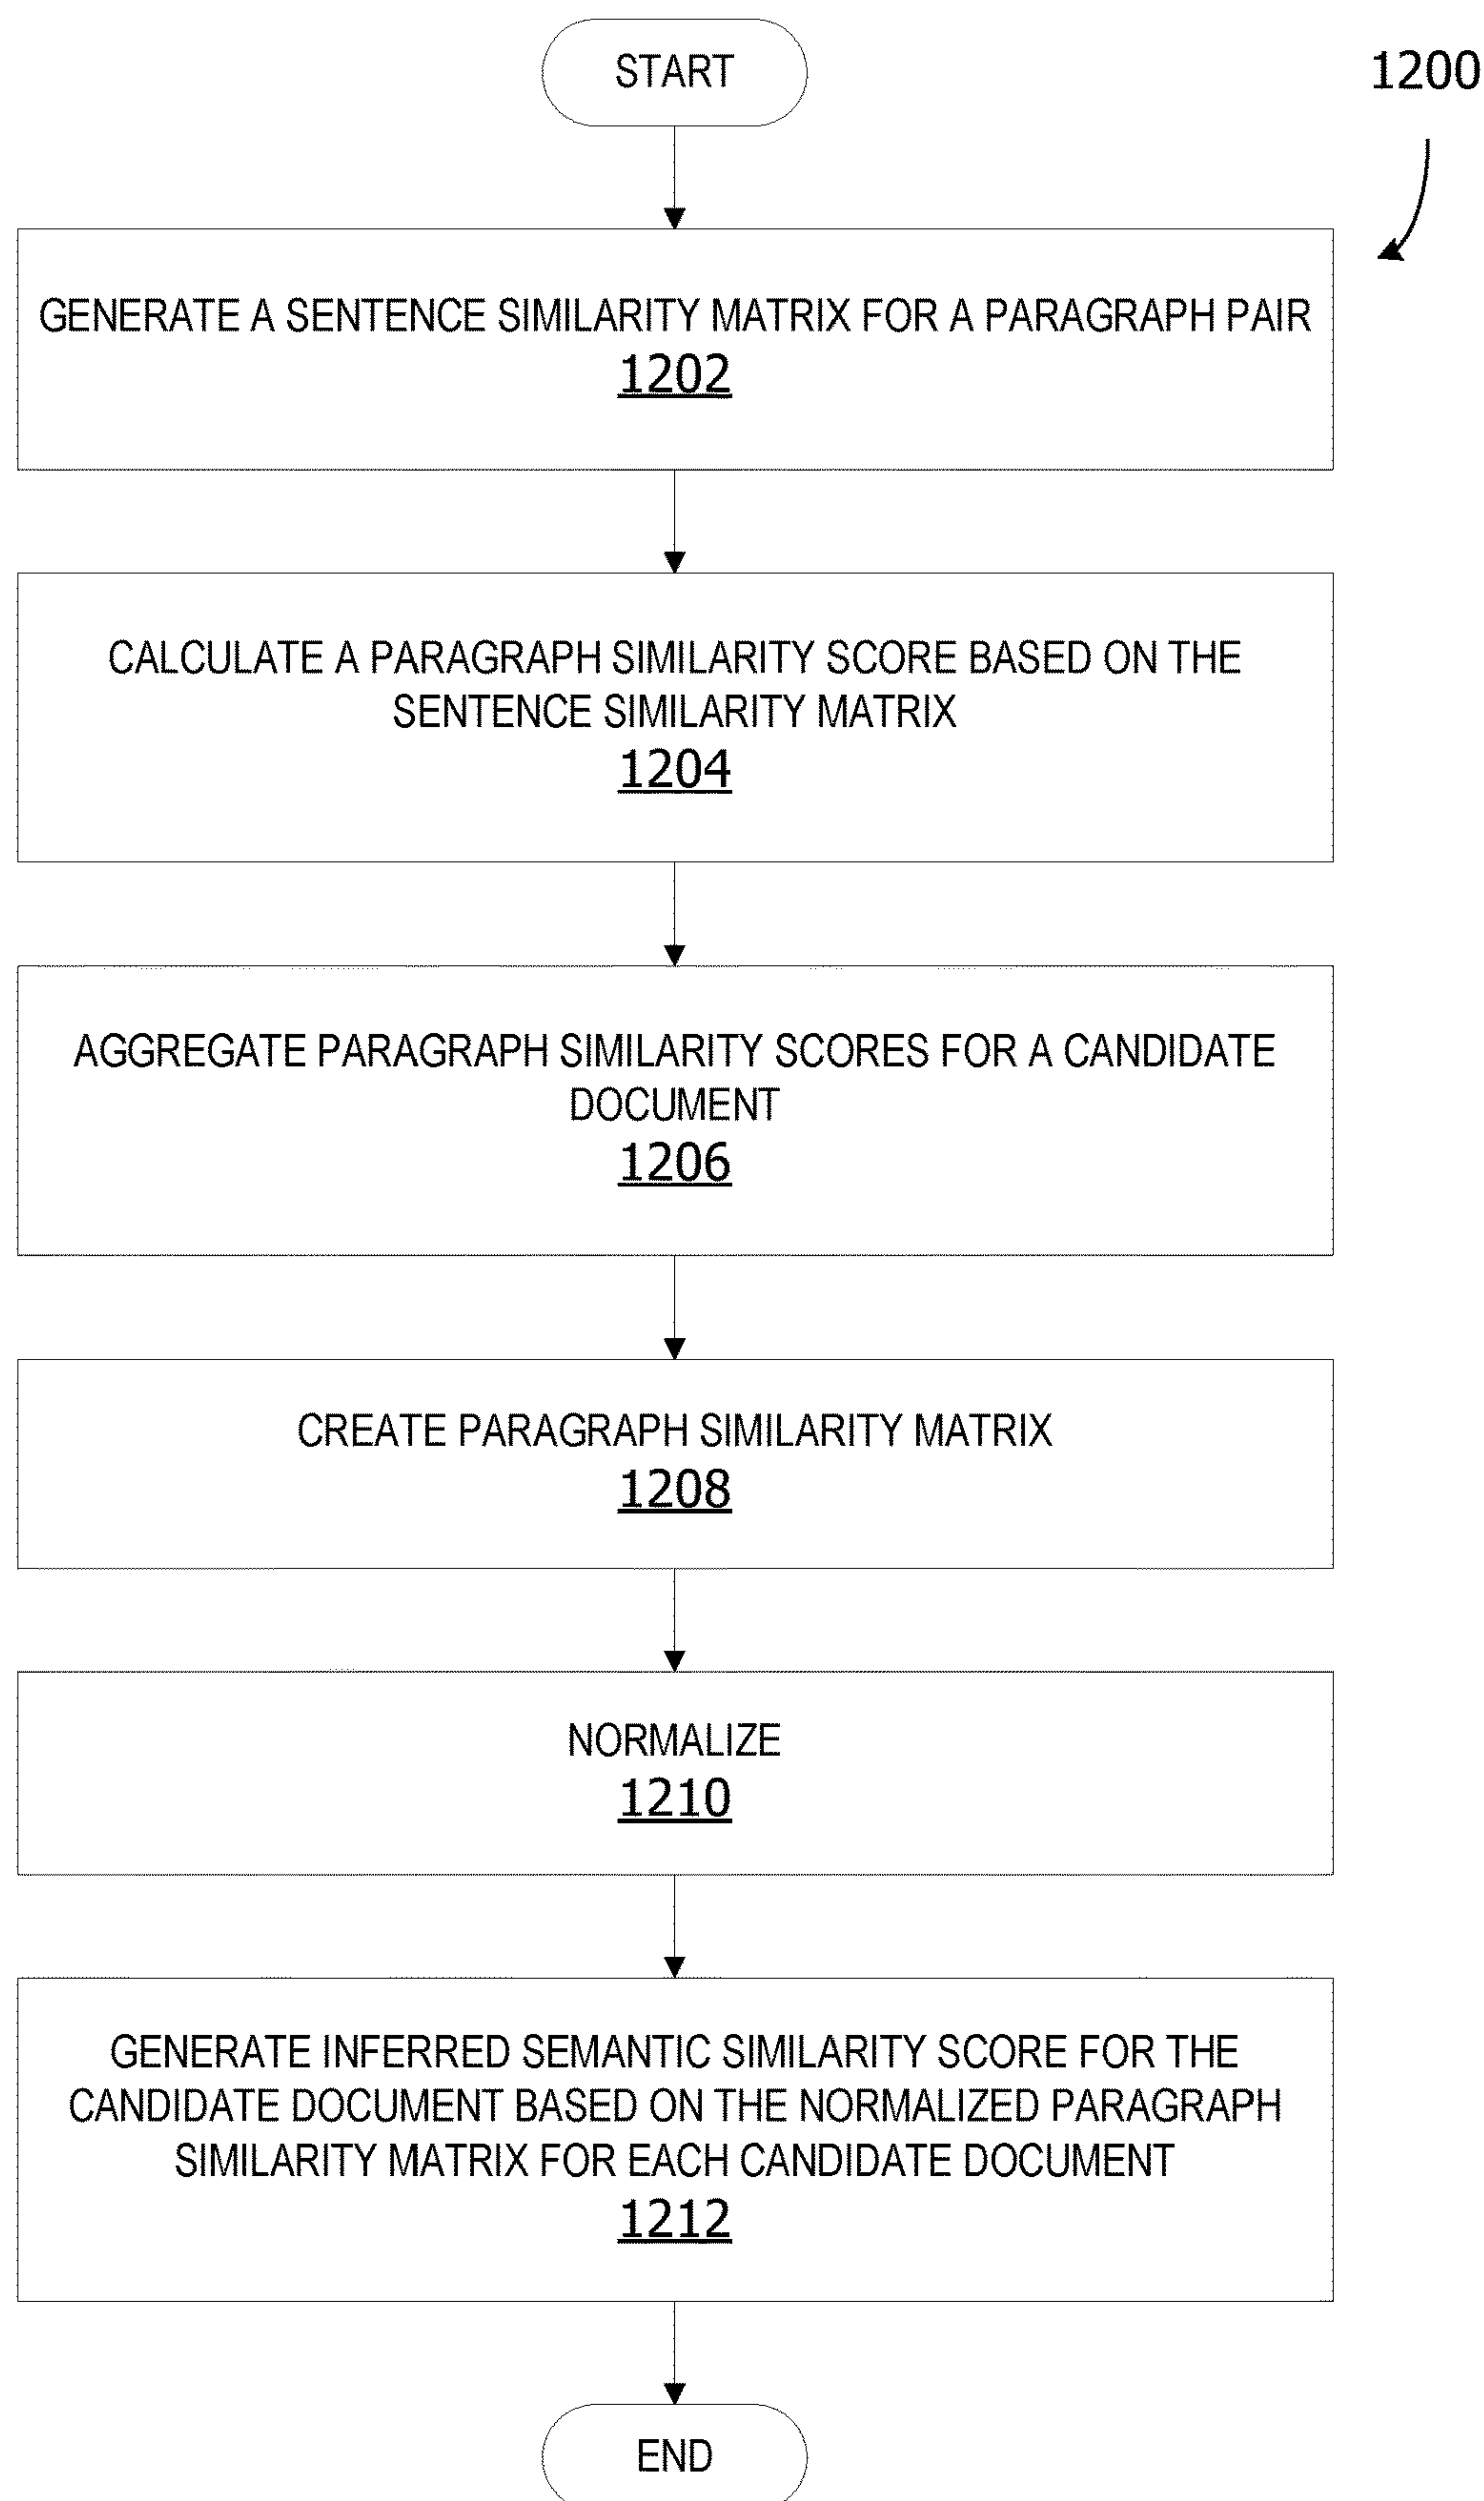 START
1200
GENERATE A SENTENCE SIMILARITY MATRIX FOR A PARAGRAPH PAIR
1202
CALCULATE A PARAGRAPH SIMILARITY SCORE BASED ON THE
SENTENCE SIMILARITY MATRIX
1204
AGGREGATE PARAGRAPH SIMILARITY SCORES FOR A CANDIDATE
DOCUMENT
1206
CREATE PARAGRAPH SIMILARITY MATRIX
1208
NORMALIZE
1210
GENERATE INFERRED SEMANTIC SIMILARITY SCORE FOR THE
CANDIDATE DOCUMENT BASED ON THE NORMALIZED PARAGRAPH
SIMILARITY MATRIX FOR EACH CANDIDATE DOCUMENT
1212
END